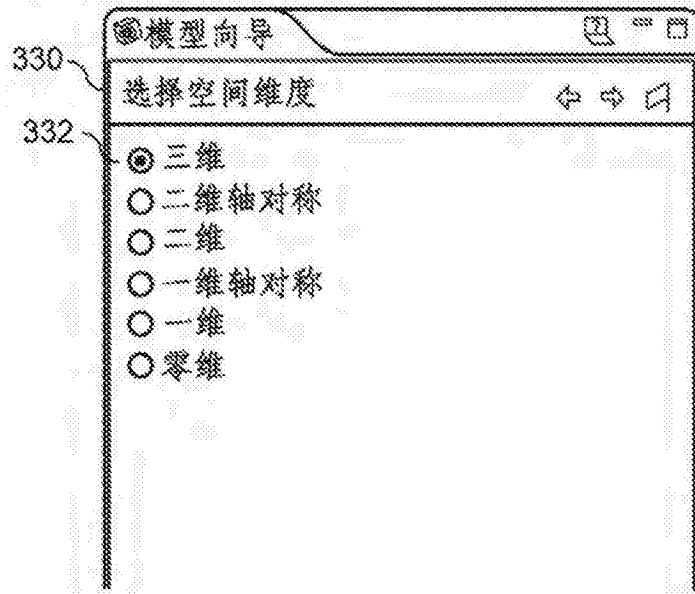 模型向导
330
选择空间维度
332
三维
二维轴对称
二维
一维轴对称
一维
零维